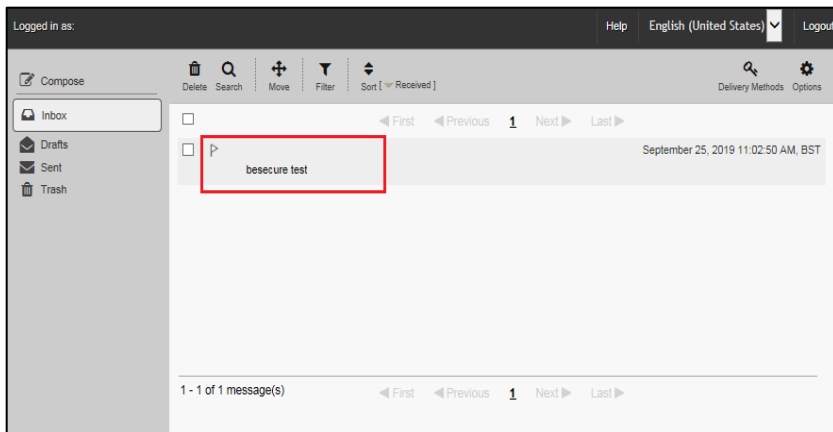 Logged in as:
Help
English (United States)
Logout
Compose
Inbox
Drafts
Sent
Trash
Delete
Search
Move
Filter
Sort [ Received ]
Delivery Methods
Options
First
Previous
1
Next
Last
September 25, 2019 11:02:50 AM, BST
besecure test
1 - 1 of 1 message(s)
First
Previous
1
Next
Last